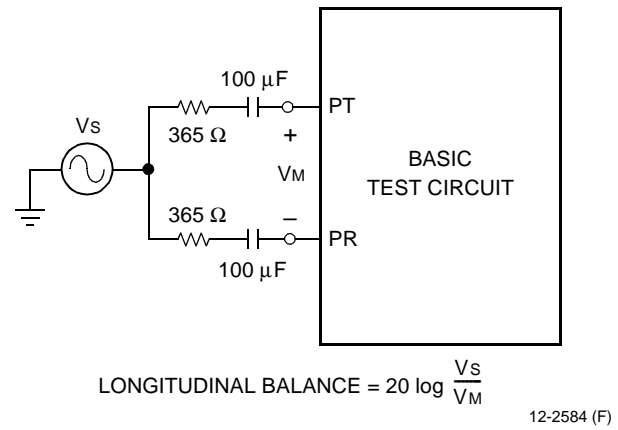 100 μF
PT
365 Ω
+
VS
VM
BASIC
TEST CIRCUIT
365 Ω
–
PR
100 μF
LONGITUDINAL BALANCE = 20 log VS/VM
12-2584 (F)